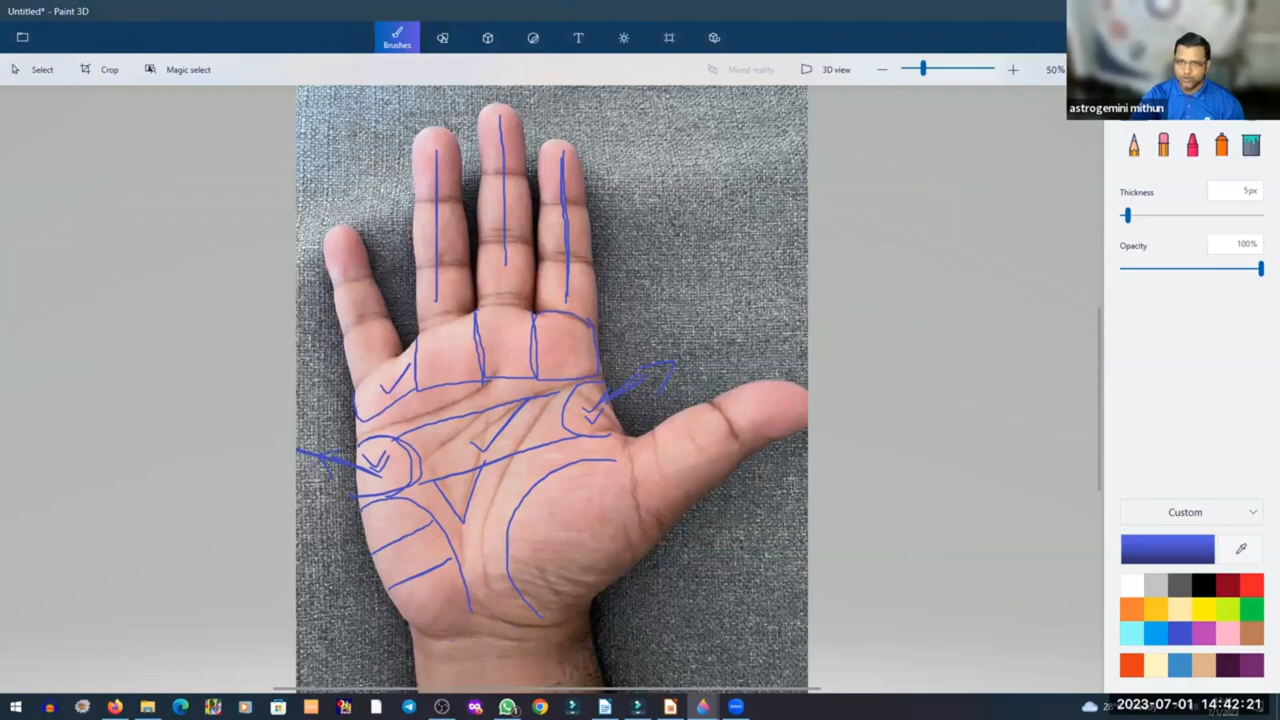 Untitled* - Paint 3D
Brushes
Select
Crop
Magic select
Mixed reality
3D view
50%
astrogemini mithun
Thickness
5px
Opacity
100%
Custom
28°
2023-07-01 14:42:21